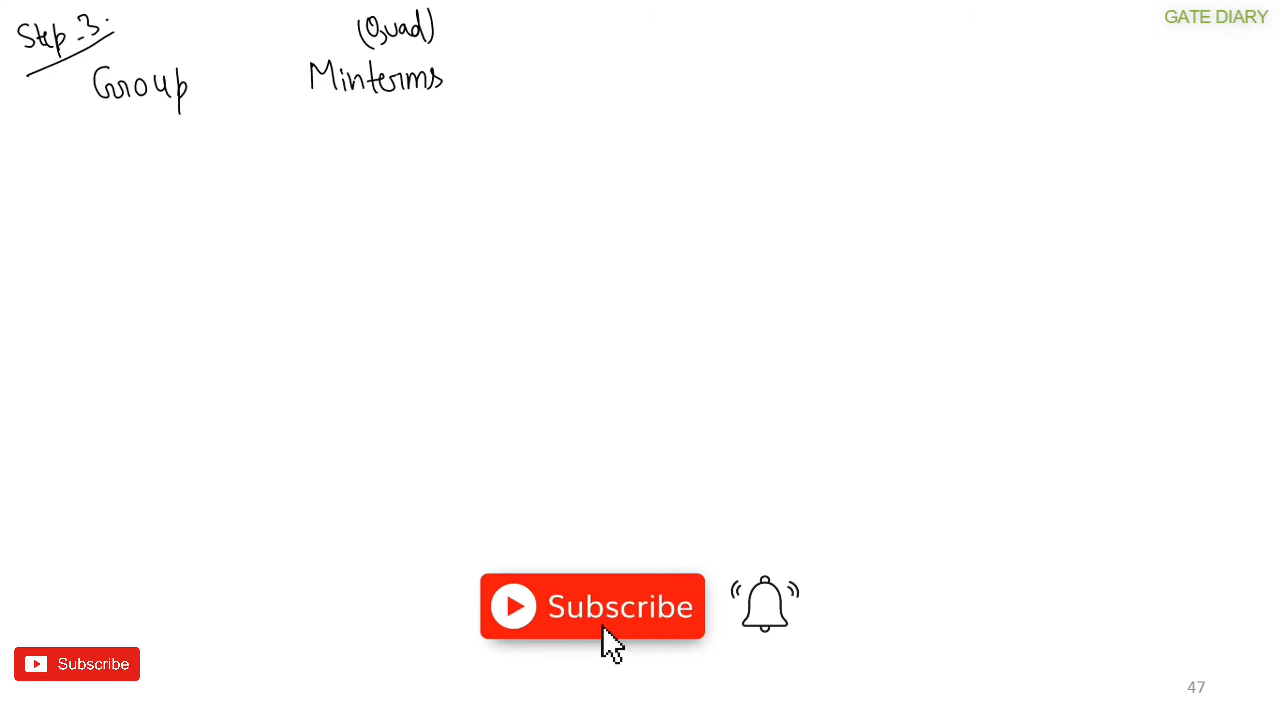 GATE DIARY
Step-3:
(Quad)
Group Minterms
Subscribe
Subscribe
47